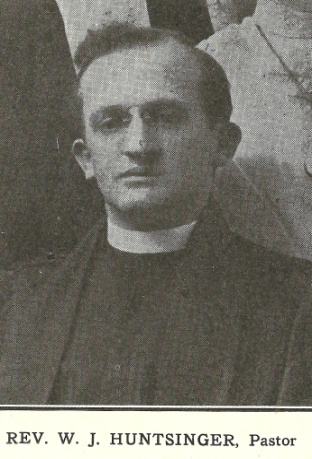 REV. W. J. HUNTSINGER, Pastor